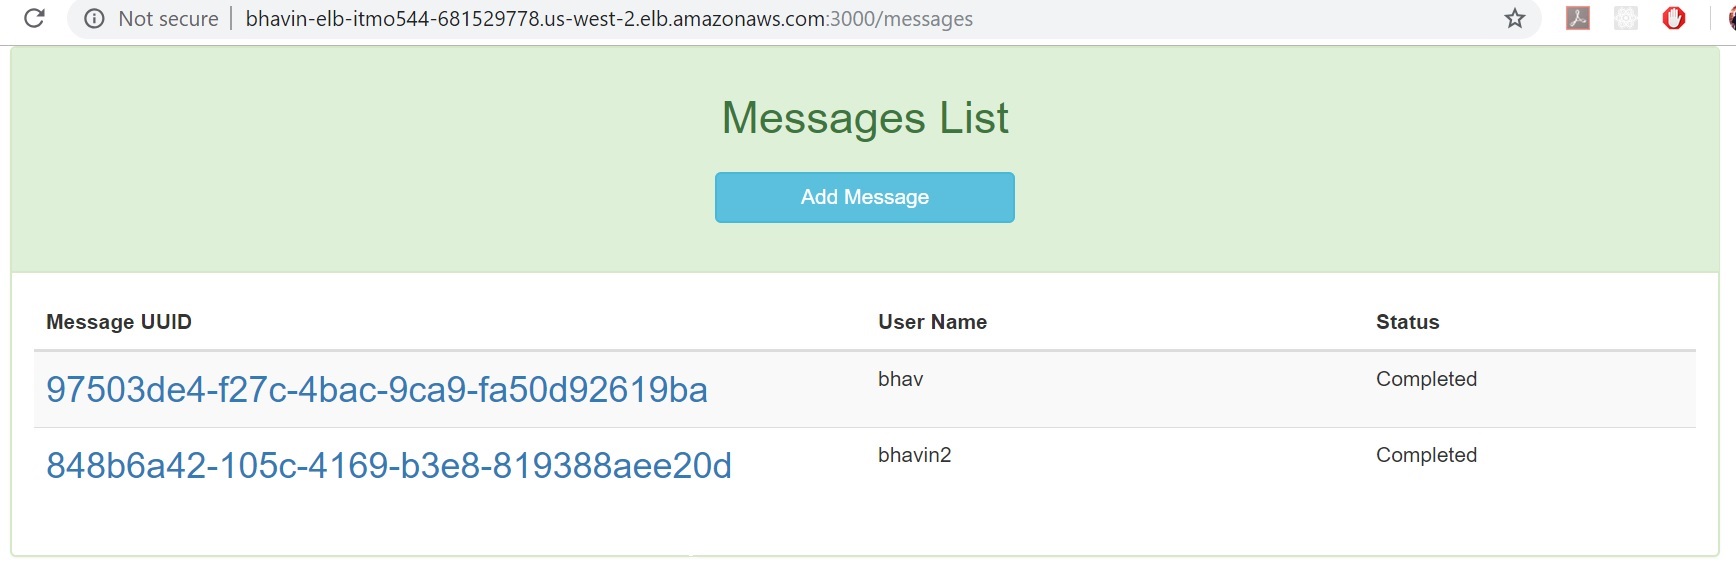 Not secure bhavin-elb-itmo544-681529778.us-west-2.elb.amazonaws.com:3000/messages
Messages List
Add Message
Message UUID User Name Status
97503de4-f27c-4bac-9ca9-fa50d92619ba bhav Completed
848b6a42-105c-4169-b3e8-819388aee20d bhavin2 Completed